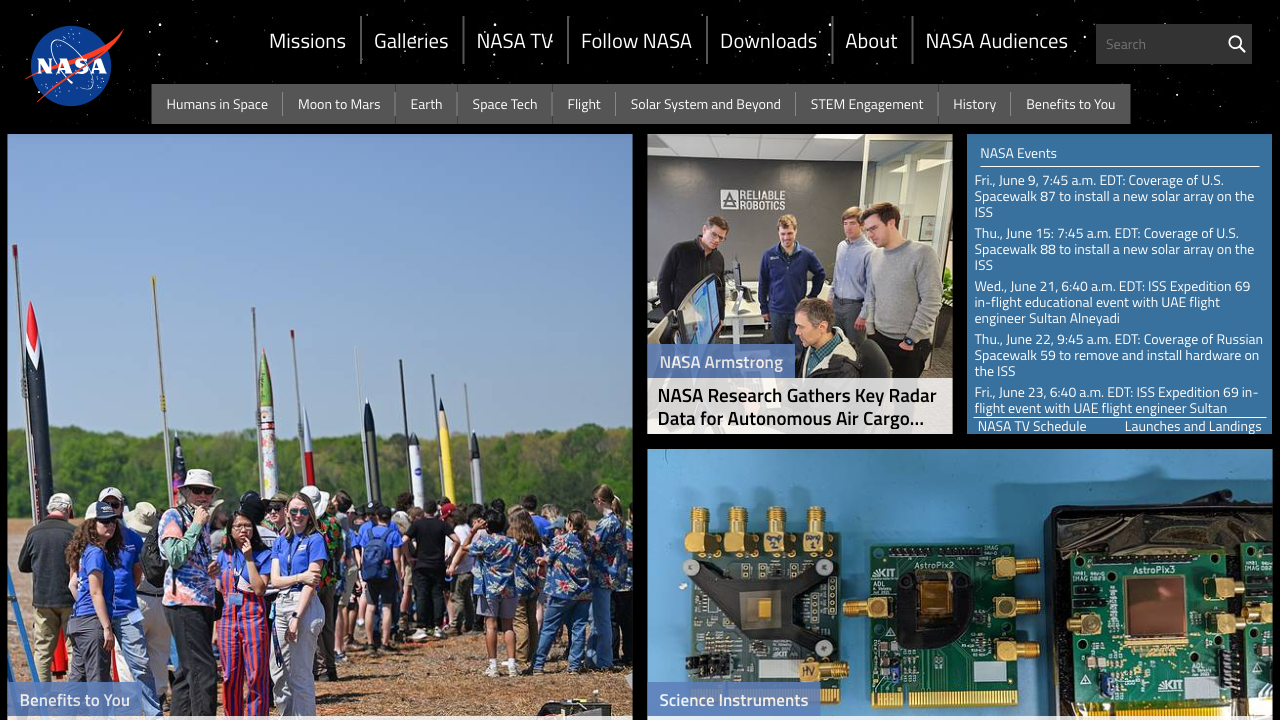 NASA
Missions
Galleries
NASA TV
Follow NASA
Downloads
About
NASA Audiences
Search
Humans in Space
Moon to Mars
Earth
Space Tech
Flight
Solar System and Beyond
STEM Engagement
History
Benefits to You
RELIABLE
ROBOTICS
NASA Armstrong
NASA Research Gathers Key Radar
Data for Autonomous Air Cargo...
NASA Events
Fri., June 9, 7:45 a.m. EDT: Coverage of U.S.
Spacewalk 87 to install a new solar array on the
ISS
Thu., June 15: 7:45 a.m. EDT: Coverage of U.S.
Spacewalk 88 to install a new solar array on the
ISS
Wed., June 21, 6:40 a.m. EDT: ISS Expedition 69
in-flight educational event with UAE flight
engineer Sultan Alneyadi
Thu., June 22, 9:45 a.m. EDT: Coverage of Russian
Spacewalk 59 to remove and install hardware on
the ISS
Fri., June 23, 6:40 a.m. EDT: ISS Expedition 69 in-
flight event with UAE flight engineer Sultan
NASA TV Schedule
Launches and Landings
Benefits to You
AstroPix2
KIT
ADL
AstroPix3
KIT
Science Instruments